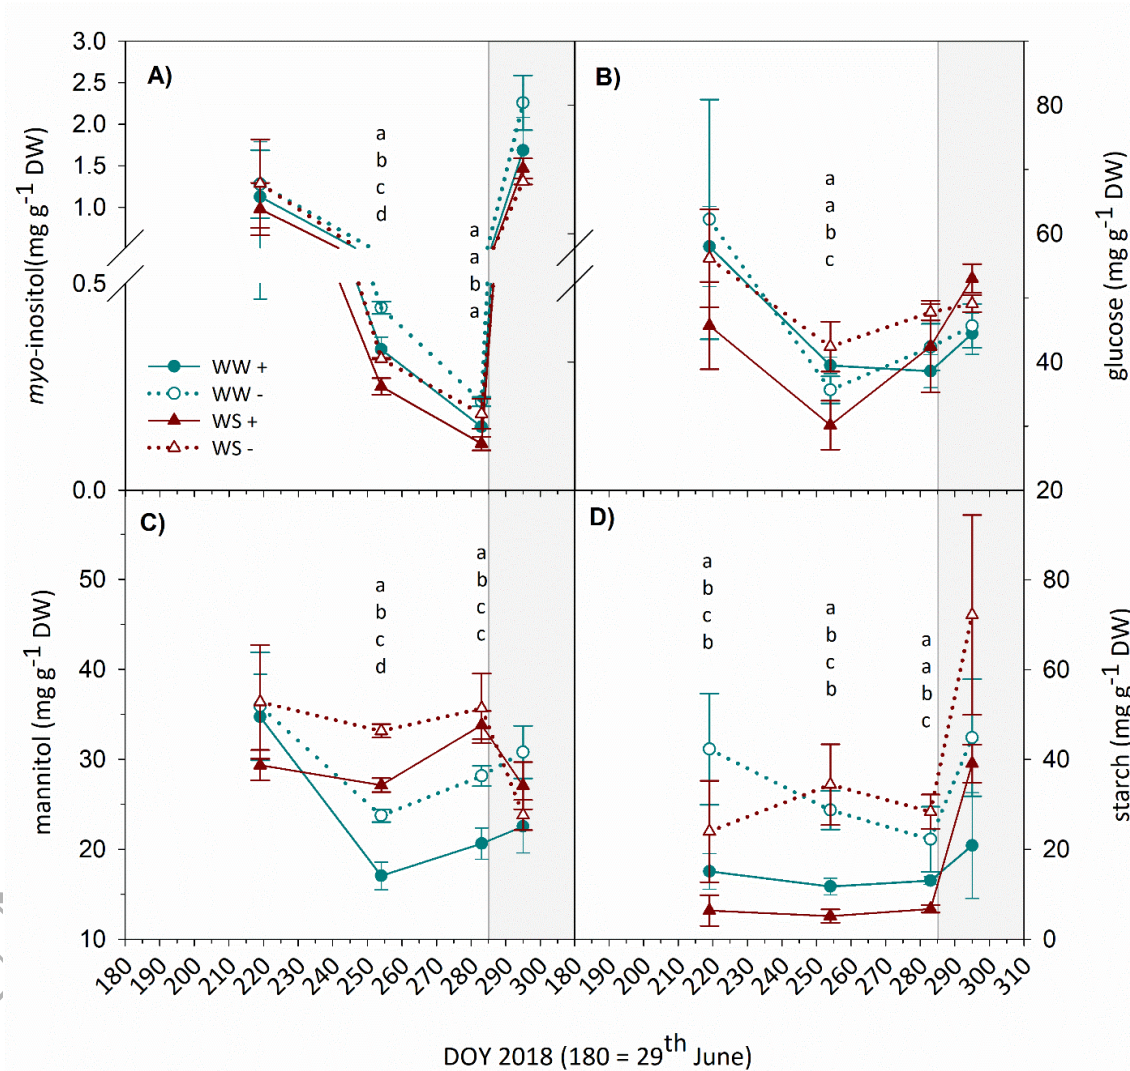 A)
3.0
2.5
2.0
1.5
1.0
0.5
0.0
myo-inositol(mg g-1 DW)
a
b
c
d
a
a
b
a
WW +
WW -
WS +
WS -
B)
80
60
40
20
glucose (mg g-1 DW)
a
a
b
c
C)
50
40
30
20
10
mannitol (mg g-1 DW)
a
b
c
d
a
b
c
c
D)
80
60
40
20
0
starch (mg g-1 DW)
a
b
c
b
a
b
c
b
a
a
b
c
180 190 200 210 220 230 240 250 260 270 280 290 300 180 190 200 210 220 230 240 250 260 270 280 290 300 310
DOY 2018 (180 = 29th June)